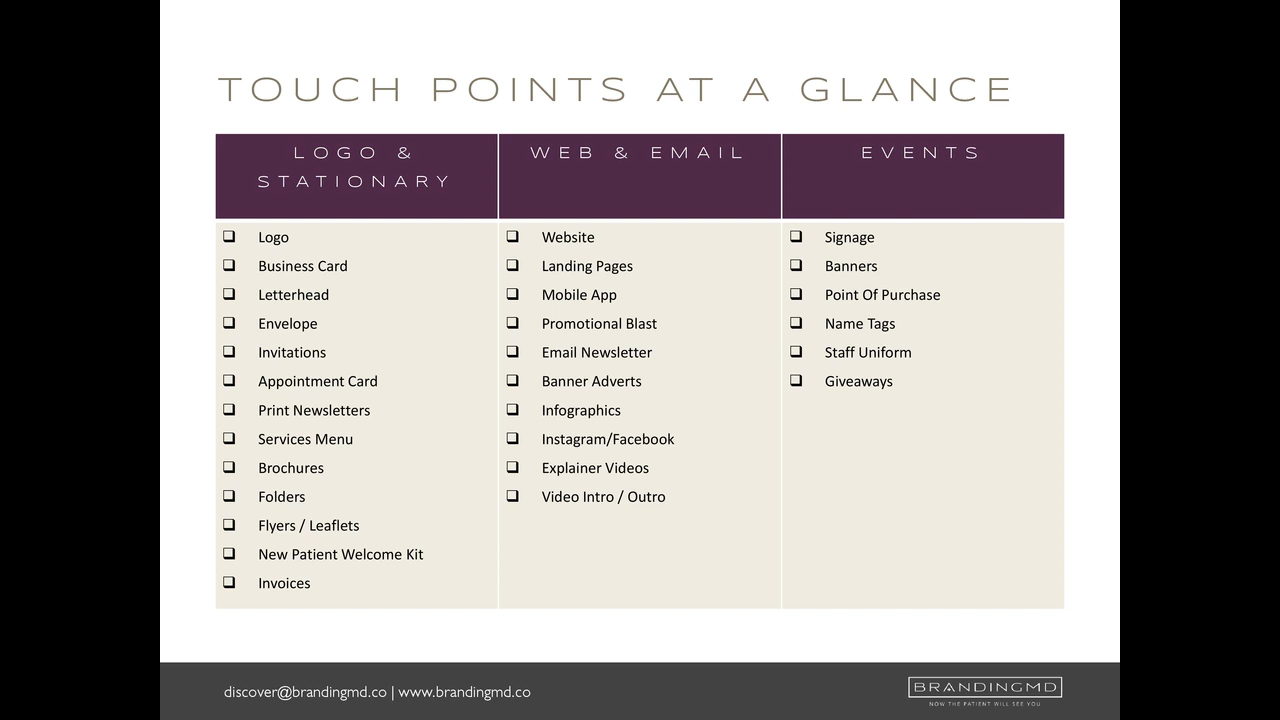 TOUCH POINTS AT A GLANCE
LOGO &
STATIONARY
Logo
Business Card
Letterhead
Envelope
Invitations
Appointment Card
Print Newsletters
Services Menu
Brochures
Folders
Flyers / Leaflets
New Patient Welcome Kit
Invoices
WEB & EMAIL
Website
Landing Pages
Mobile App
Promotional Blast
Email Newsletter
Banner Adverts
Infographics
Instagram/Facebook
Explainer Videos
Video Intro / Outro
EVENTS
Signage
Banners
Point Of Purchase
Name Tags
Staff Uniform
Giveaways
discover@brandingmd.co | www.brandingmd.co
BRANDINGMD
NOW THE PATIENT WILL SEE YOU